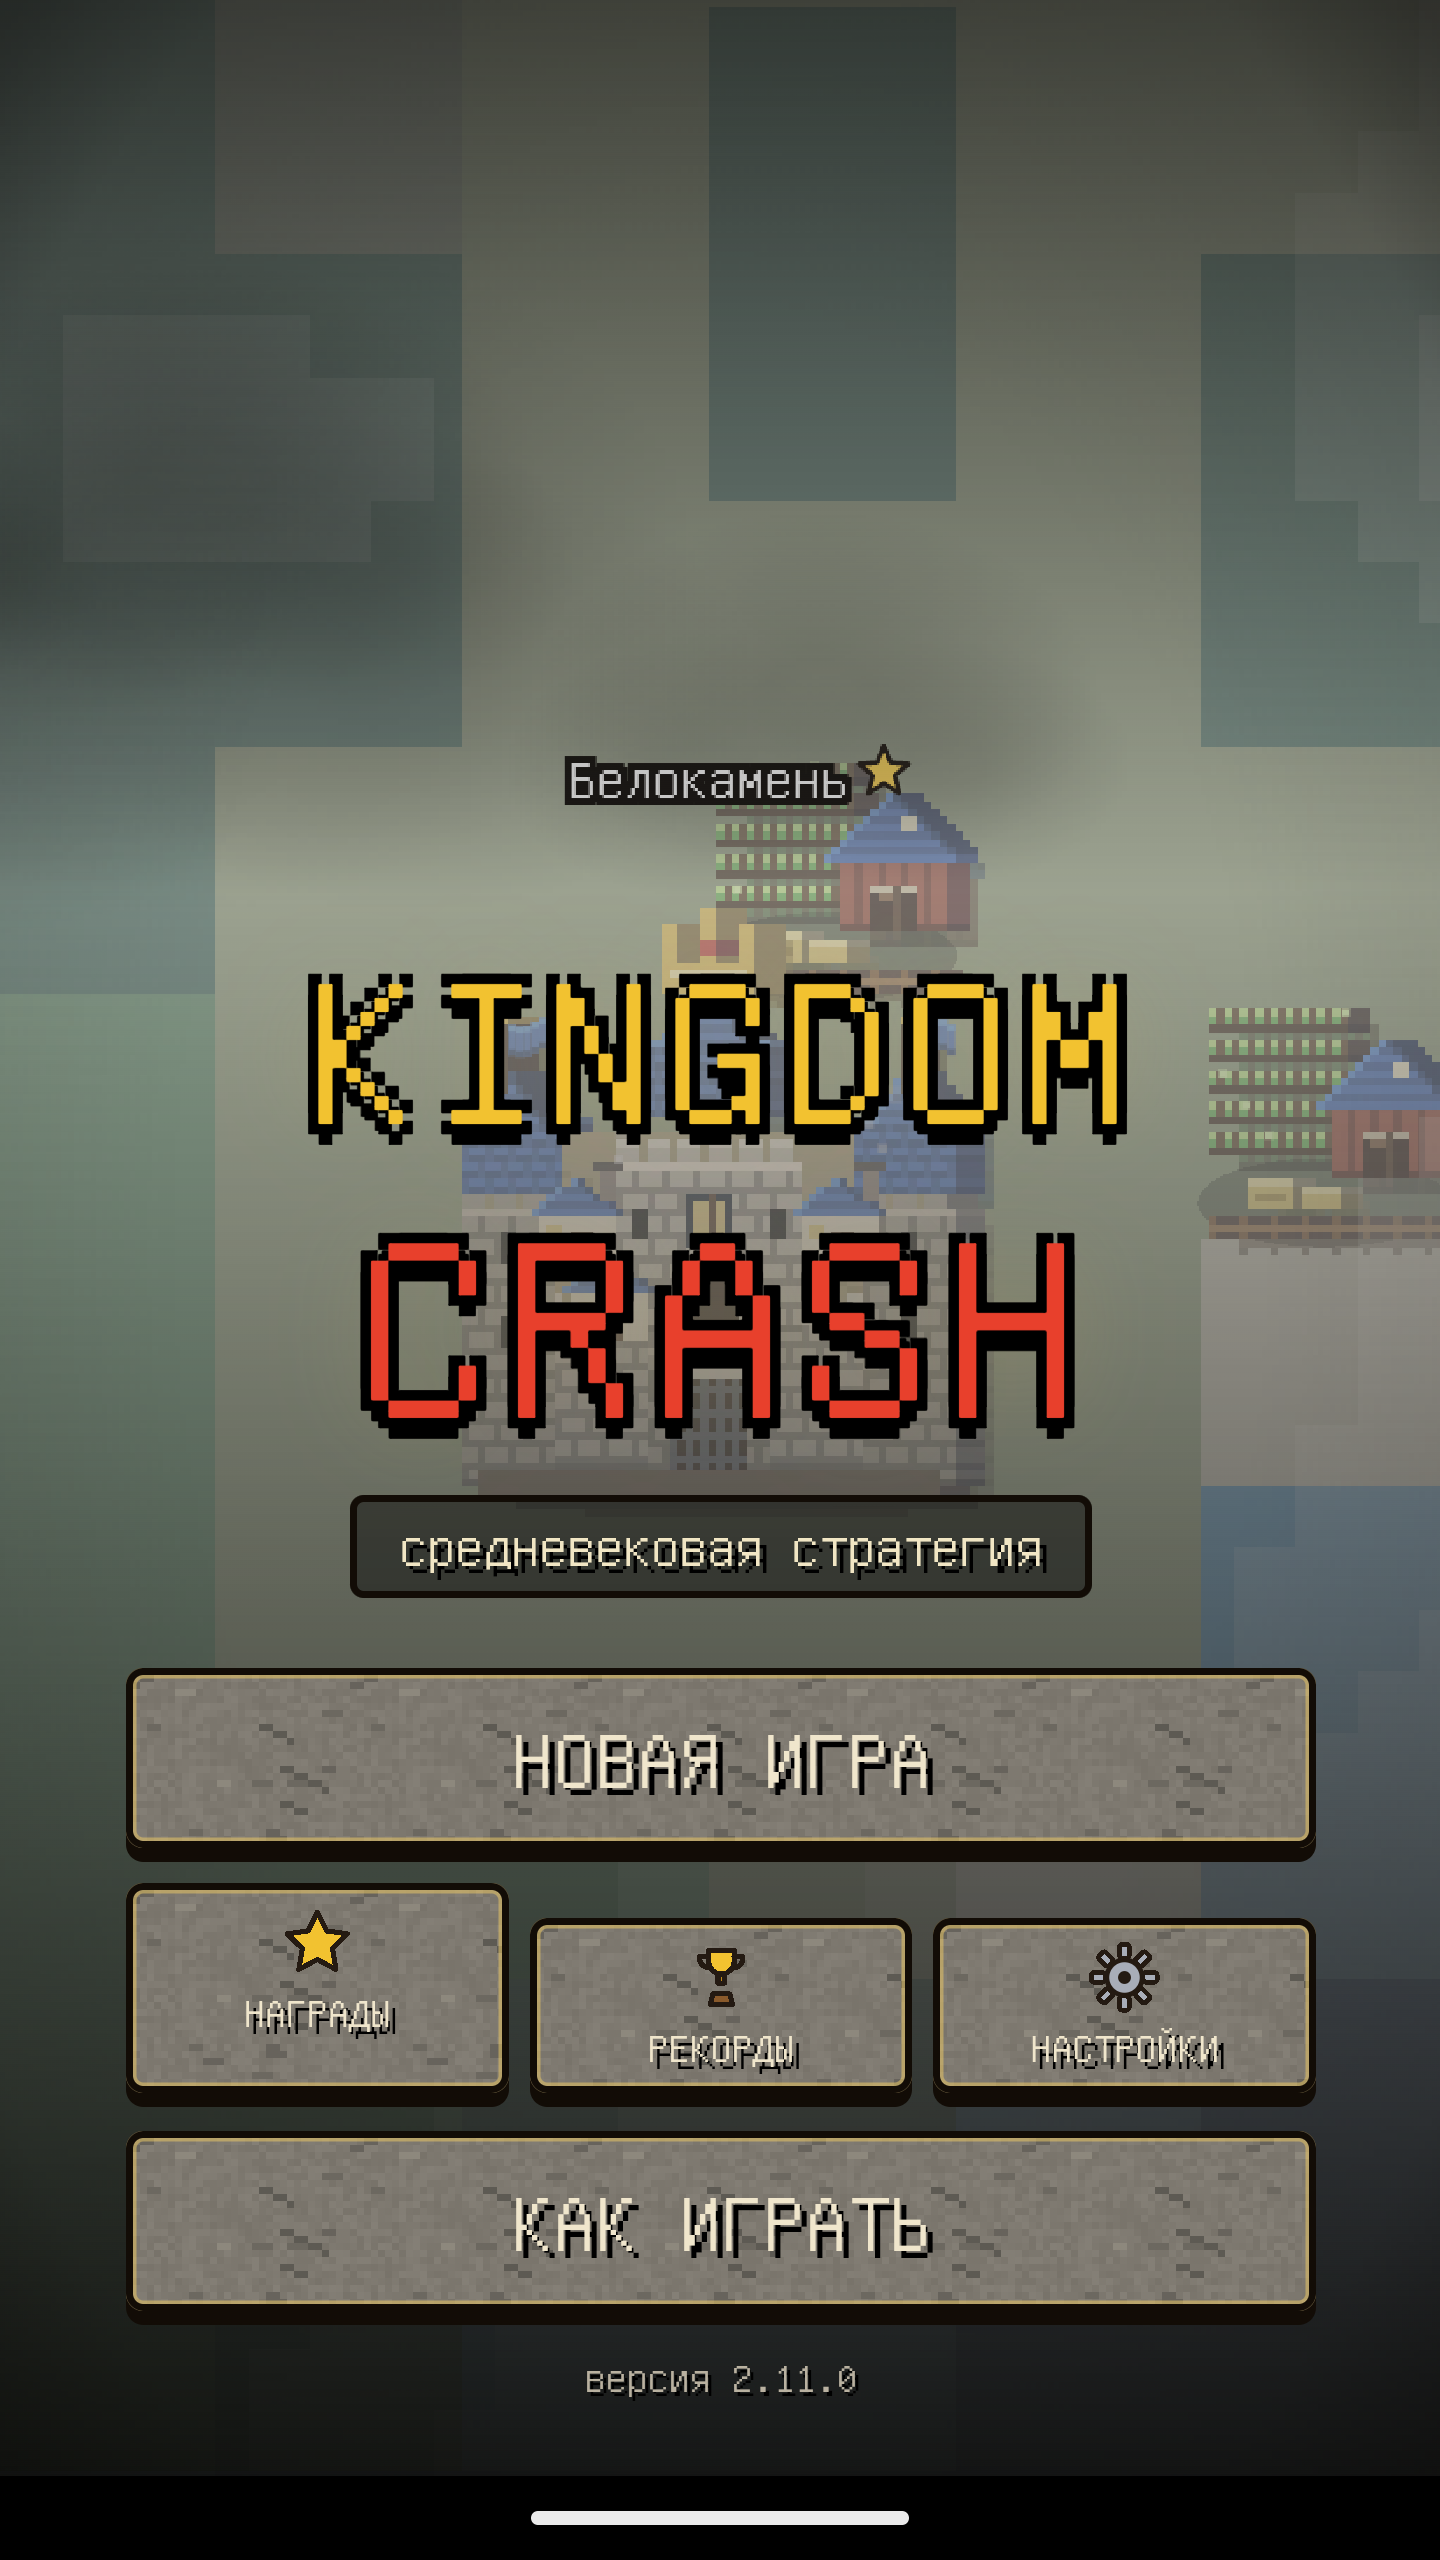 Белокамень
KINGDOM
CRASH
средневековая стратегия
НОВАЯ ИГРА
НАГРАДЫ
РЕКОРДЫ
НАСТРОЙКИ
КАК ИГРАТЬ
версия 2.11.0